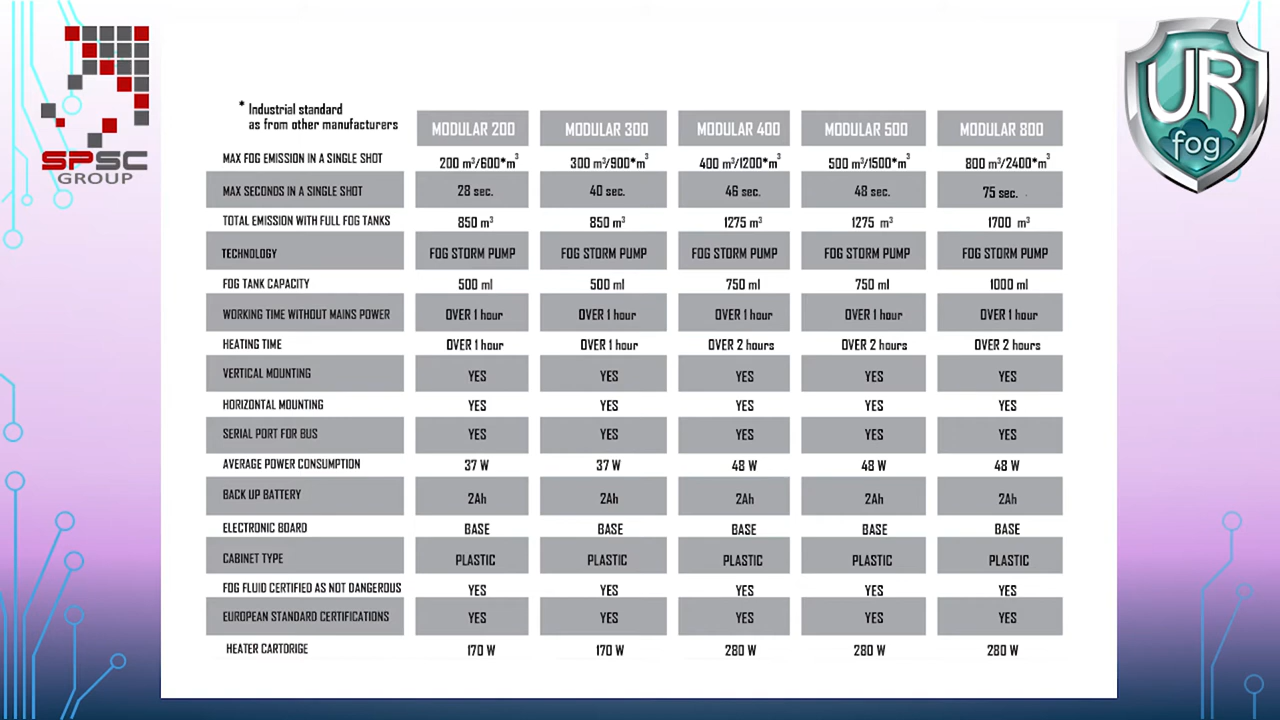 SPSC
GROUP
UR
fog
* Industrial standard
as from other manufacturers
MODULAR 200 MODULAR 300 MODULAR 400 MODULAR 500 MODULAR 800
MAX FOG EMISSION IN A SINGLE SHOT 200 m³/600*m³ 300 m³/900*m³ 400 m³/1200*m³ 500 m³/1500*m³ 800 m³/2400*m³
MAX SECONDS IN A SINGLE SHOT 28 sec. 40 sec. 46 sec. 48 sec. 75 sec.
TOTAL EMISSION WITH FULL FOG TANKS 850 m³ 850 m³ 1275 m³ 1275 m³ 1700 m³
TECHNOLOGY FOG STORM PUMP FOG STORM PUMP FOG STORM PUMP FOG STORM PUMP FOG STORM PUMP
FOG TANK CAPACITY 500 ml 500 ml 750 ml 750 ml 1000 ml
WORKING TIME WITHOUT MAINS POWER OVER 1 hour OVER 1 hour OVER 1 hour OVER 1 hour OVER 1 hour
HEATING TIME OVER 1 hour OVER 1 hour OVER 2 hours OVER 2 hours OVER 2 hours
VERTICAL MOUNTING YES YES YES YES YES
HORIZONTAL MOUNTING YES YES YES YES YES
SERIAL PORT FOR BUS YES YES YES YES YES
AVERAGE POWER CONSUMPTION 37 W 37 W 48 W 48 W 48 W
BACK UP BATTERY 2Ah 2Ah 2Ah 2Ah 2Ah
ELECTRONIC BOARD BASE BASE BASE BASE BASE
CABINET TYPE PLASTIC PLASTIC PLASTIC PLASTIC PLASTIC
FOG FLUID CERTIFIED AS NOT DANGEROUS YES YES YES YES YES
EUROPEAN STANDARD CERTIFICATIONS YES YES YES YES YES
HEATER CARTORIGE 170 W 170 W 280 W 280 W 280 W